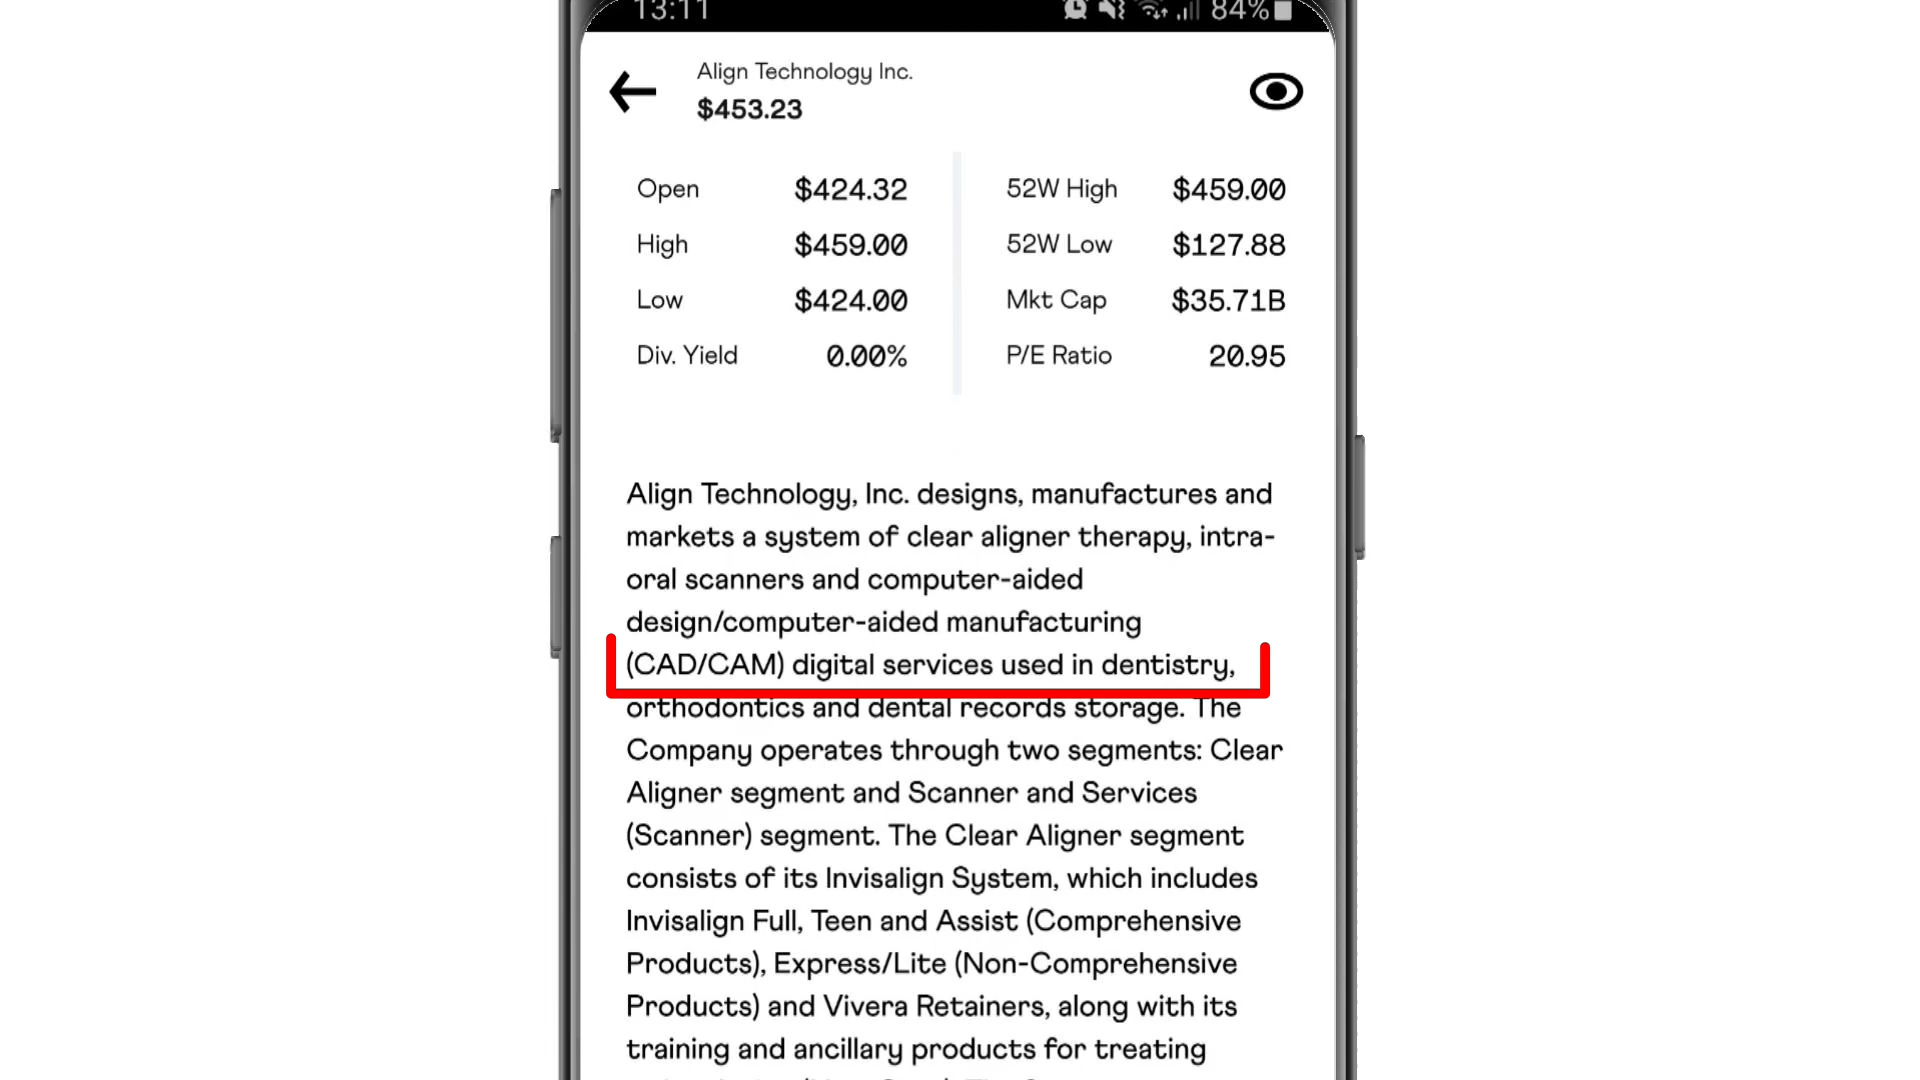 13:11 84%
Align Technology Inc.
$453.23
Open $424.32
High $459.00
Low $424.00
Div. Yield 0.00%
52W High $459.00
52W Low $127.88
Mkt Cap $35.71B
P/E Ratio 20.95
Align Technology, Inc. designs, manufactures and
markets a system of clear aligner therapy, intra-
oral scanners and computer-aided
design/computer-aided manufacturing
(CAD/CAM) digital services used in dentistry,
orthodontics and dental records storage. The
Company operates through two segments: Clear
Aligner segment and Scanner and Services
(Scanner) segment. The Clear Aligner segment
consists of its Invisalign System, which includes
Invisalign Full, Teen and Assist (Comprehensive
Products), Express/Lite (Non-Comprehensive
Products) and Vivera Retainers, along with its
training and ancillary products for treating